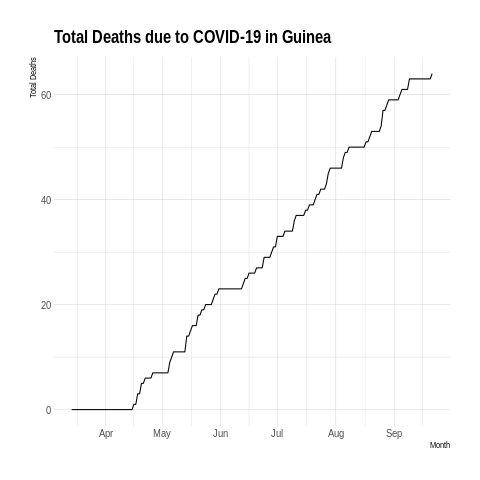 Total Deaths due to COVID-19 in Guinea
Total Deaths
60
40
20
0
Apr May Jun Jul Aug Sep
Month